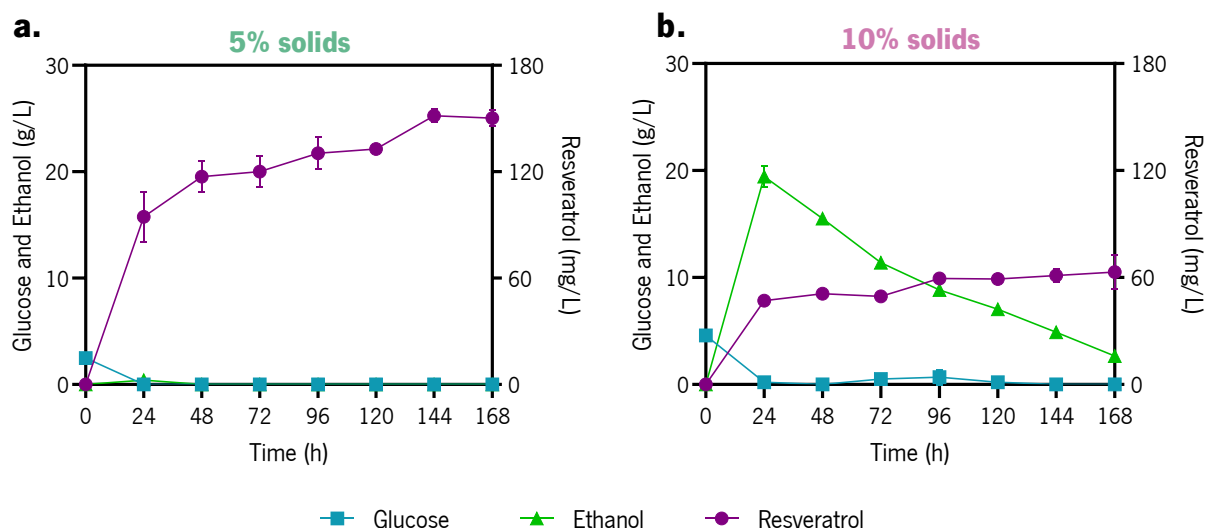 a.
5% solids
30
20
10
0
Glucose and Ethanol (g/L)
180
120
60
0
Resveratrol (mg/L)
0 24 48 72 96 120 144 168
Time (h)
b.
10% solids
30
20
10
0
Glucose and Ethanol (g/L)
180
120
60
0
Resveratrol (mg/L)
0 24 48 72 96 120 144 168
Time (h)
Glucose Ethanol Resveratrol